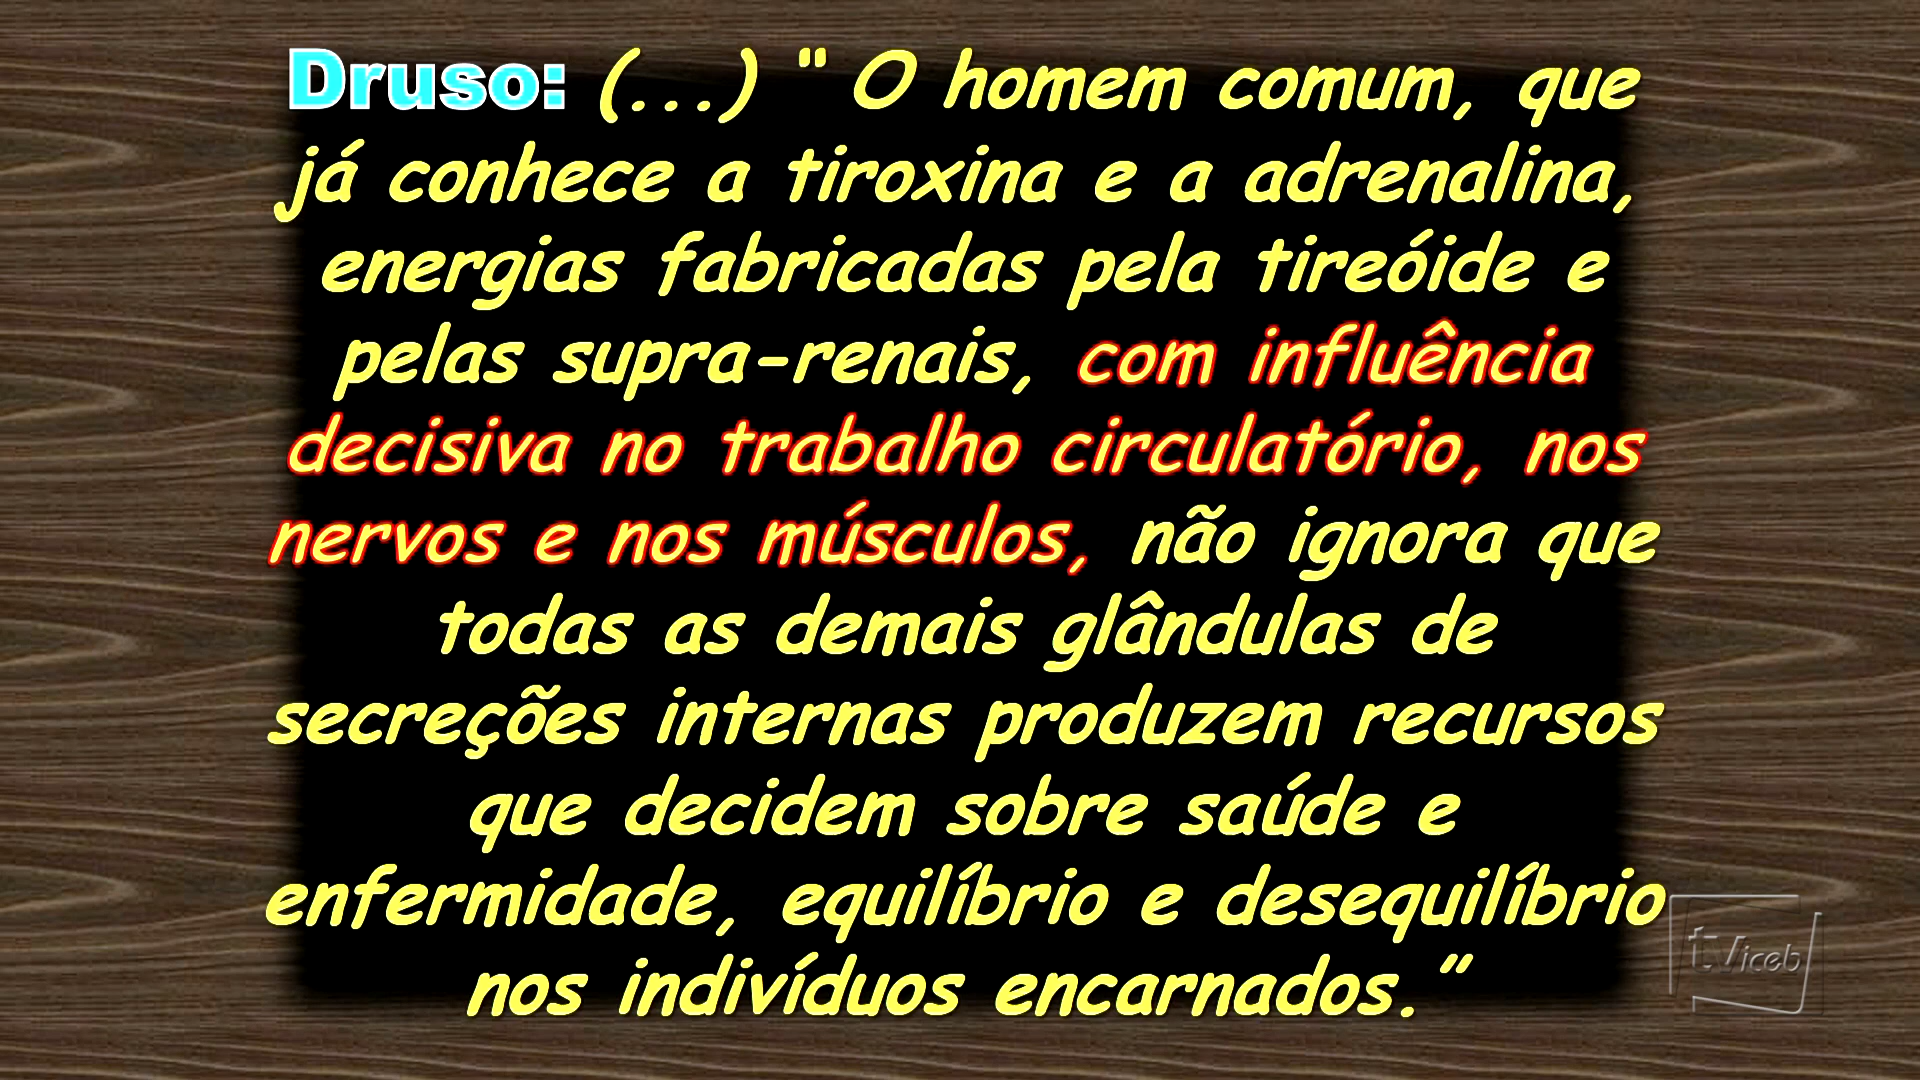 Druso: (...) " O homem comum, que
já conhece a tiroxina e a adrenalina,
energias fabricadas pela tireóide e
pelas supra-renais, com influência
decisiva no trabalho circulatório, nos
nervos e nos músculos, não ignora que
todas as demais glândulas de
secreções internas produzem recursos
que decidem sobre saúde e
enfermidade, equilíbrio e desequilíbrio
nos indivíduos encarnados.”
tviceb